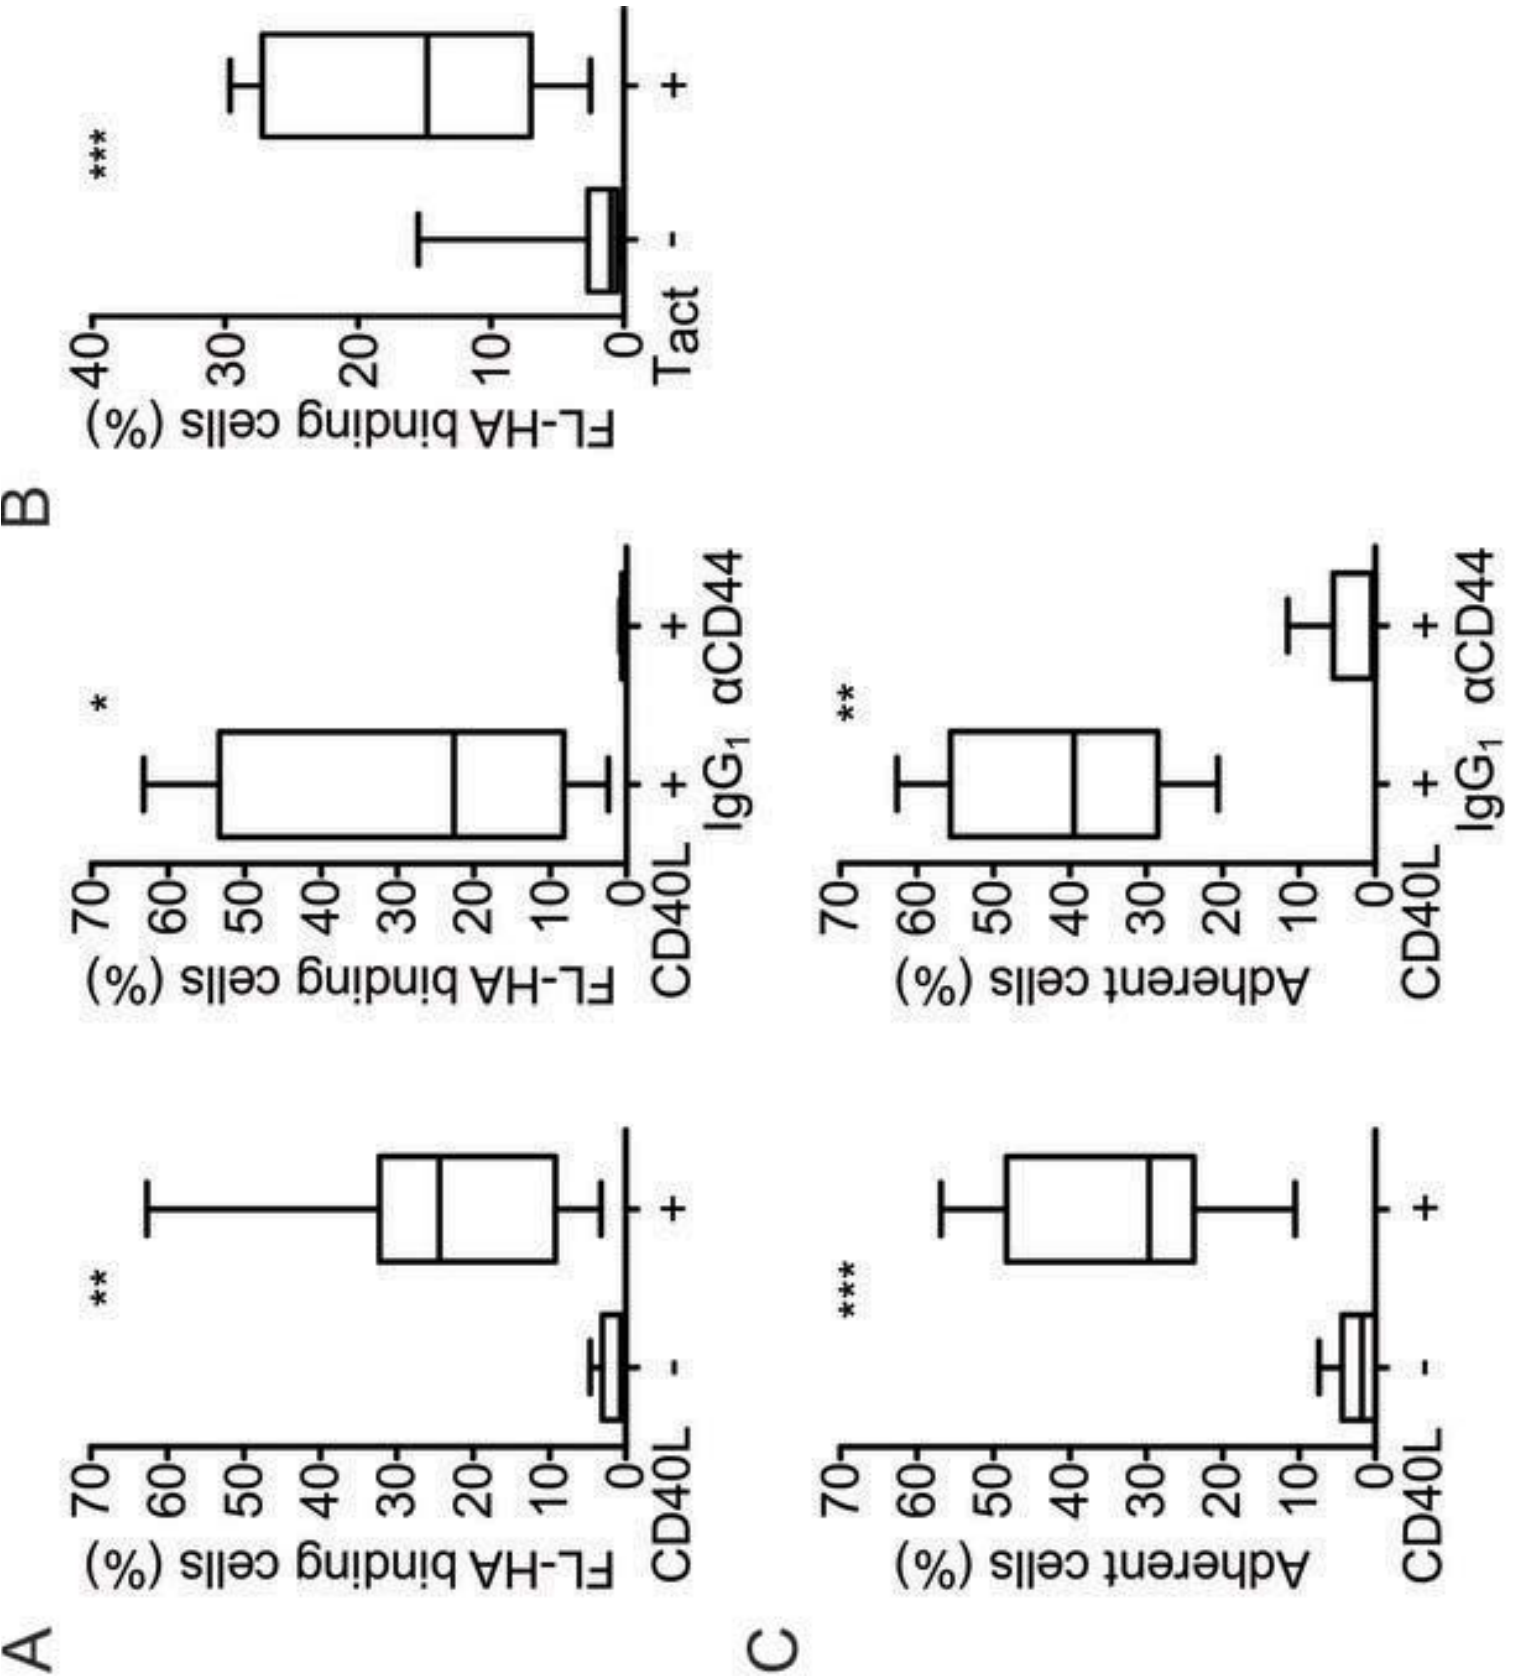 A
FL-HA binding cells (%)
70
60
50
40
30
20
10
0
**
CD40L - +
FL-HA binding cells (%)
70
60
50
40
30
20
10
0
*
CD40L + +
IgG1 αCD44
B
FL-HA binding cells (%)
40
30
20
10
0
***
Tact - +
C
Adherent cells (%)
70
60
50
40
30
20
10
0
***
CD40L - +
Adherent cells (%)
70
60
50
40
30
20
10
0
**
CD40L + +
IgG1 αCD44